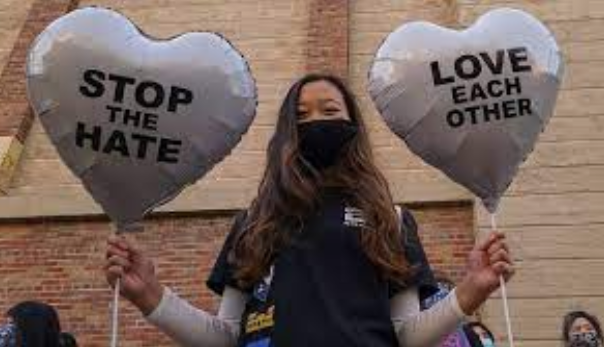 STOP
THE
HATE
LOVE
EACH
OTHER